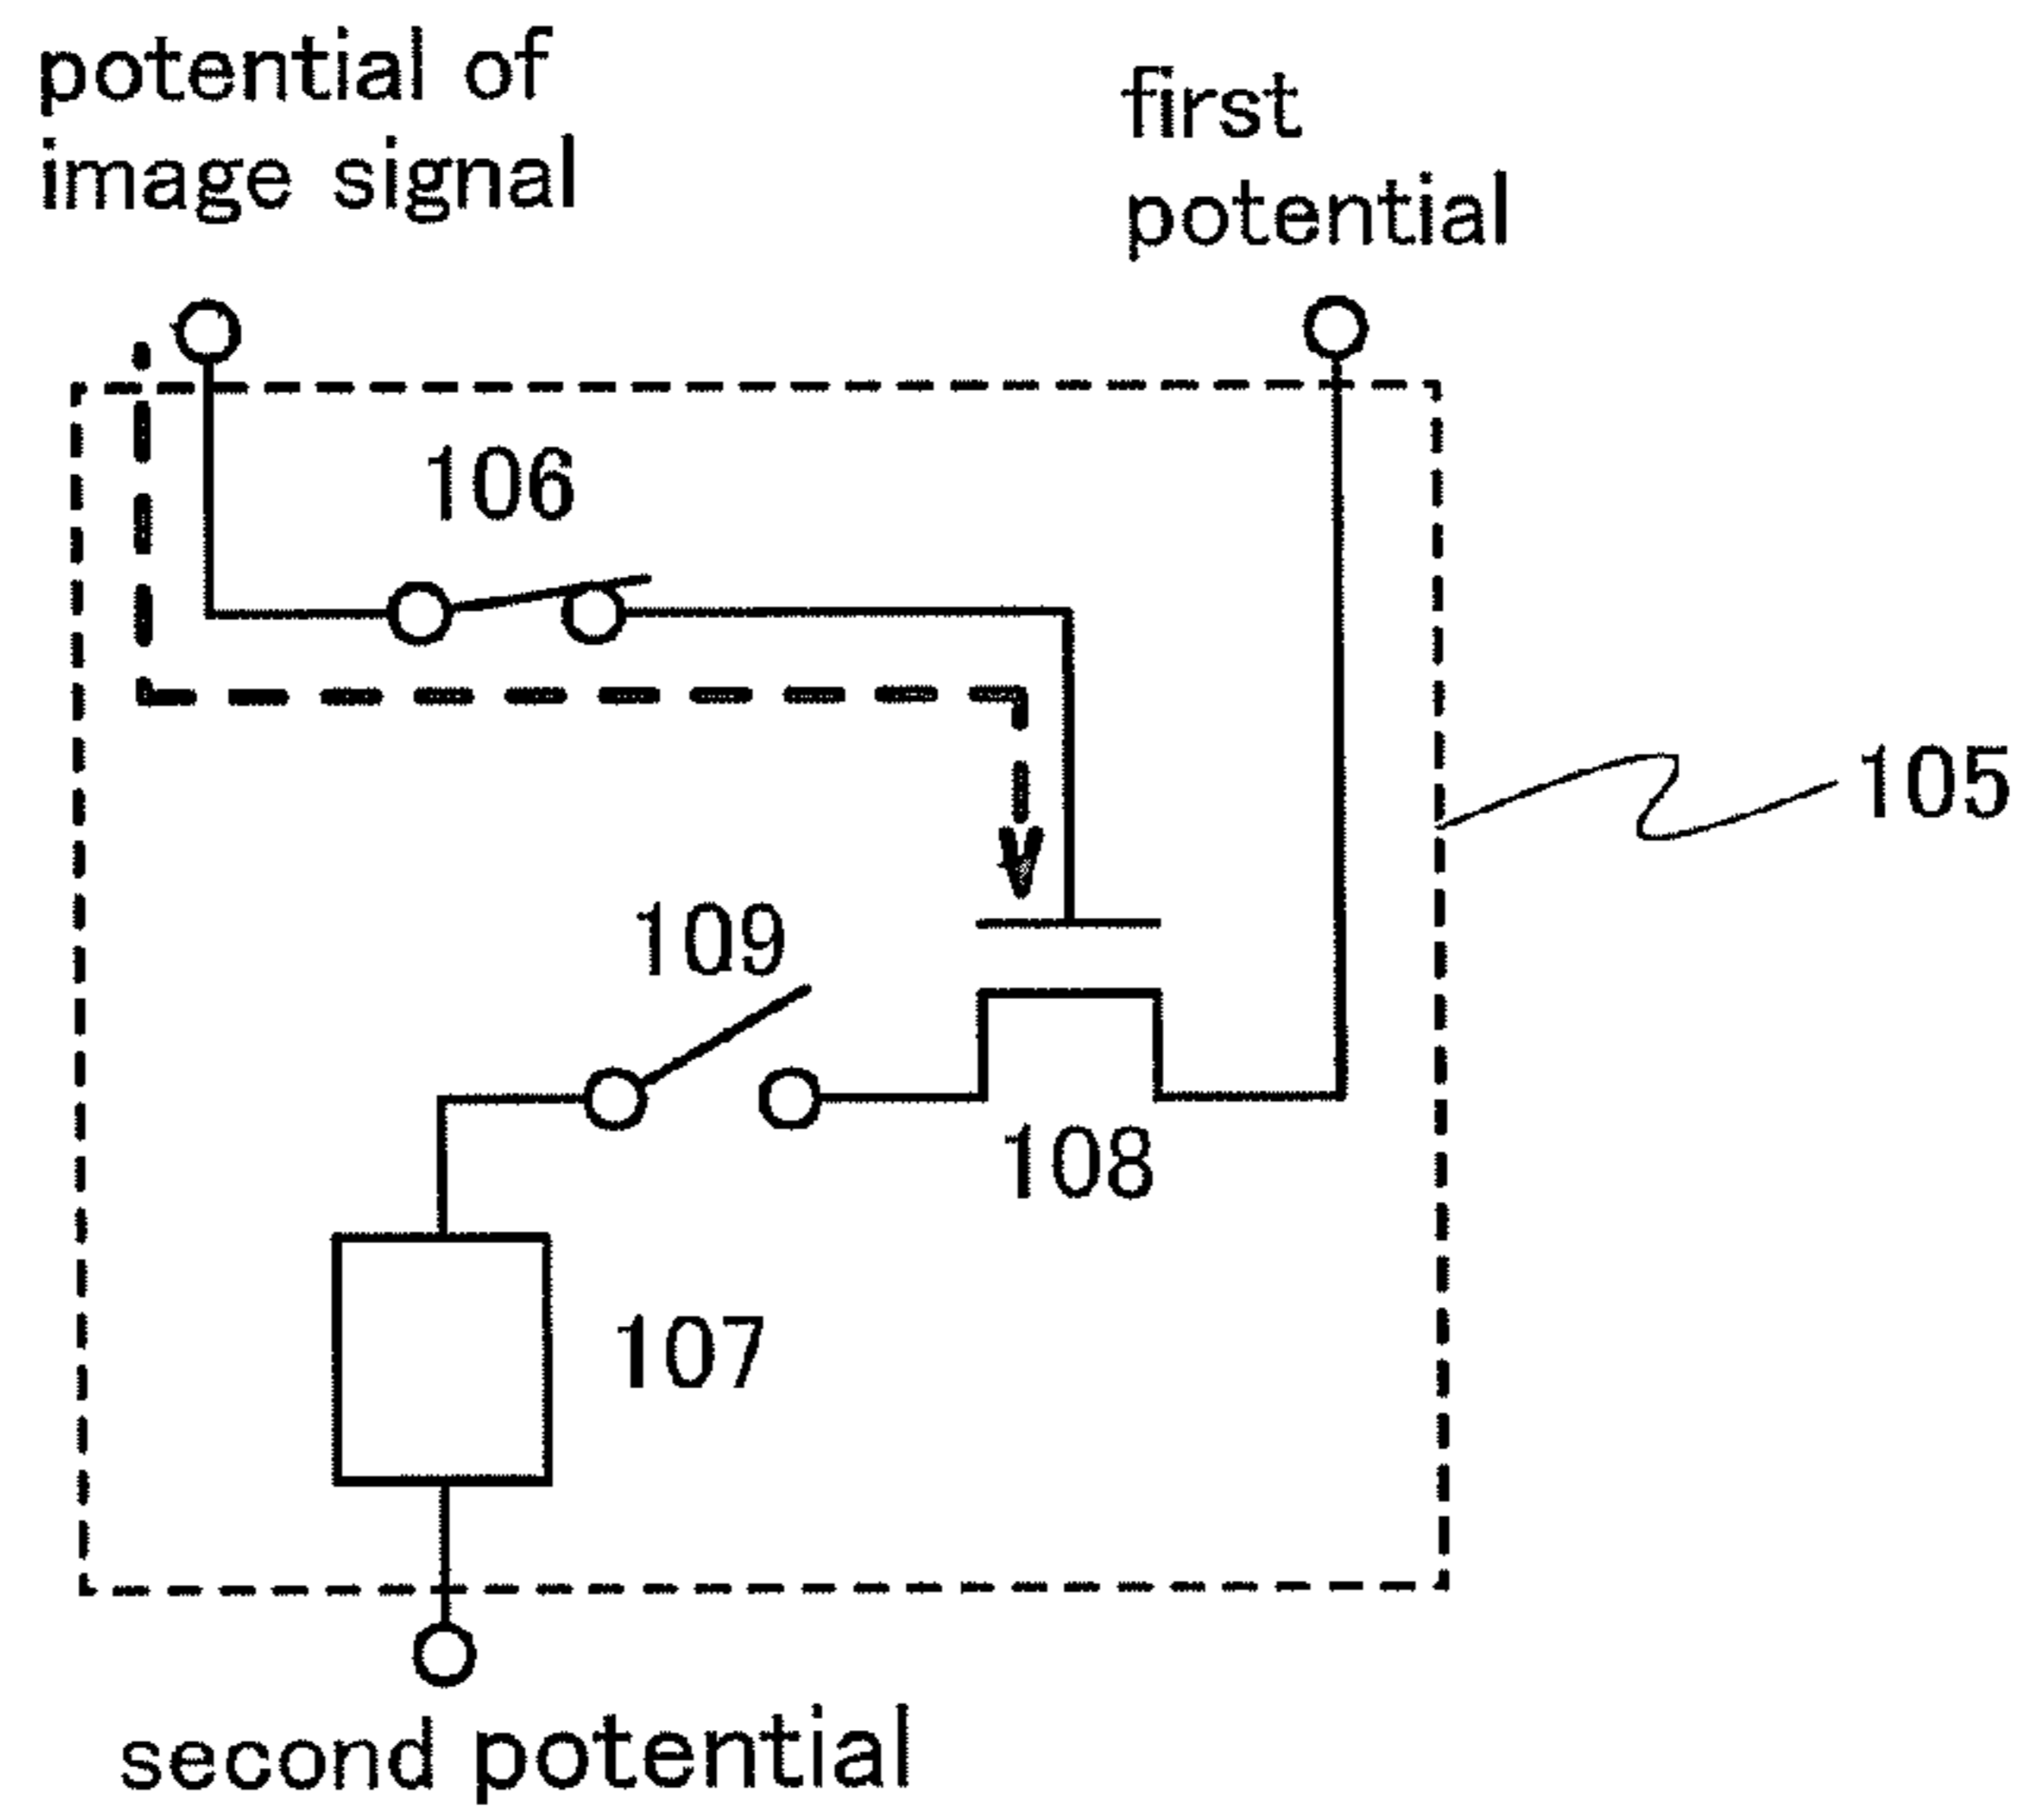 potential of
image signal
first
potential
106
105
109
108
107
second potential